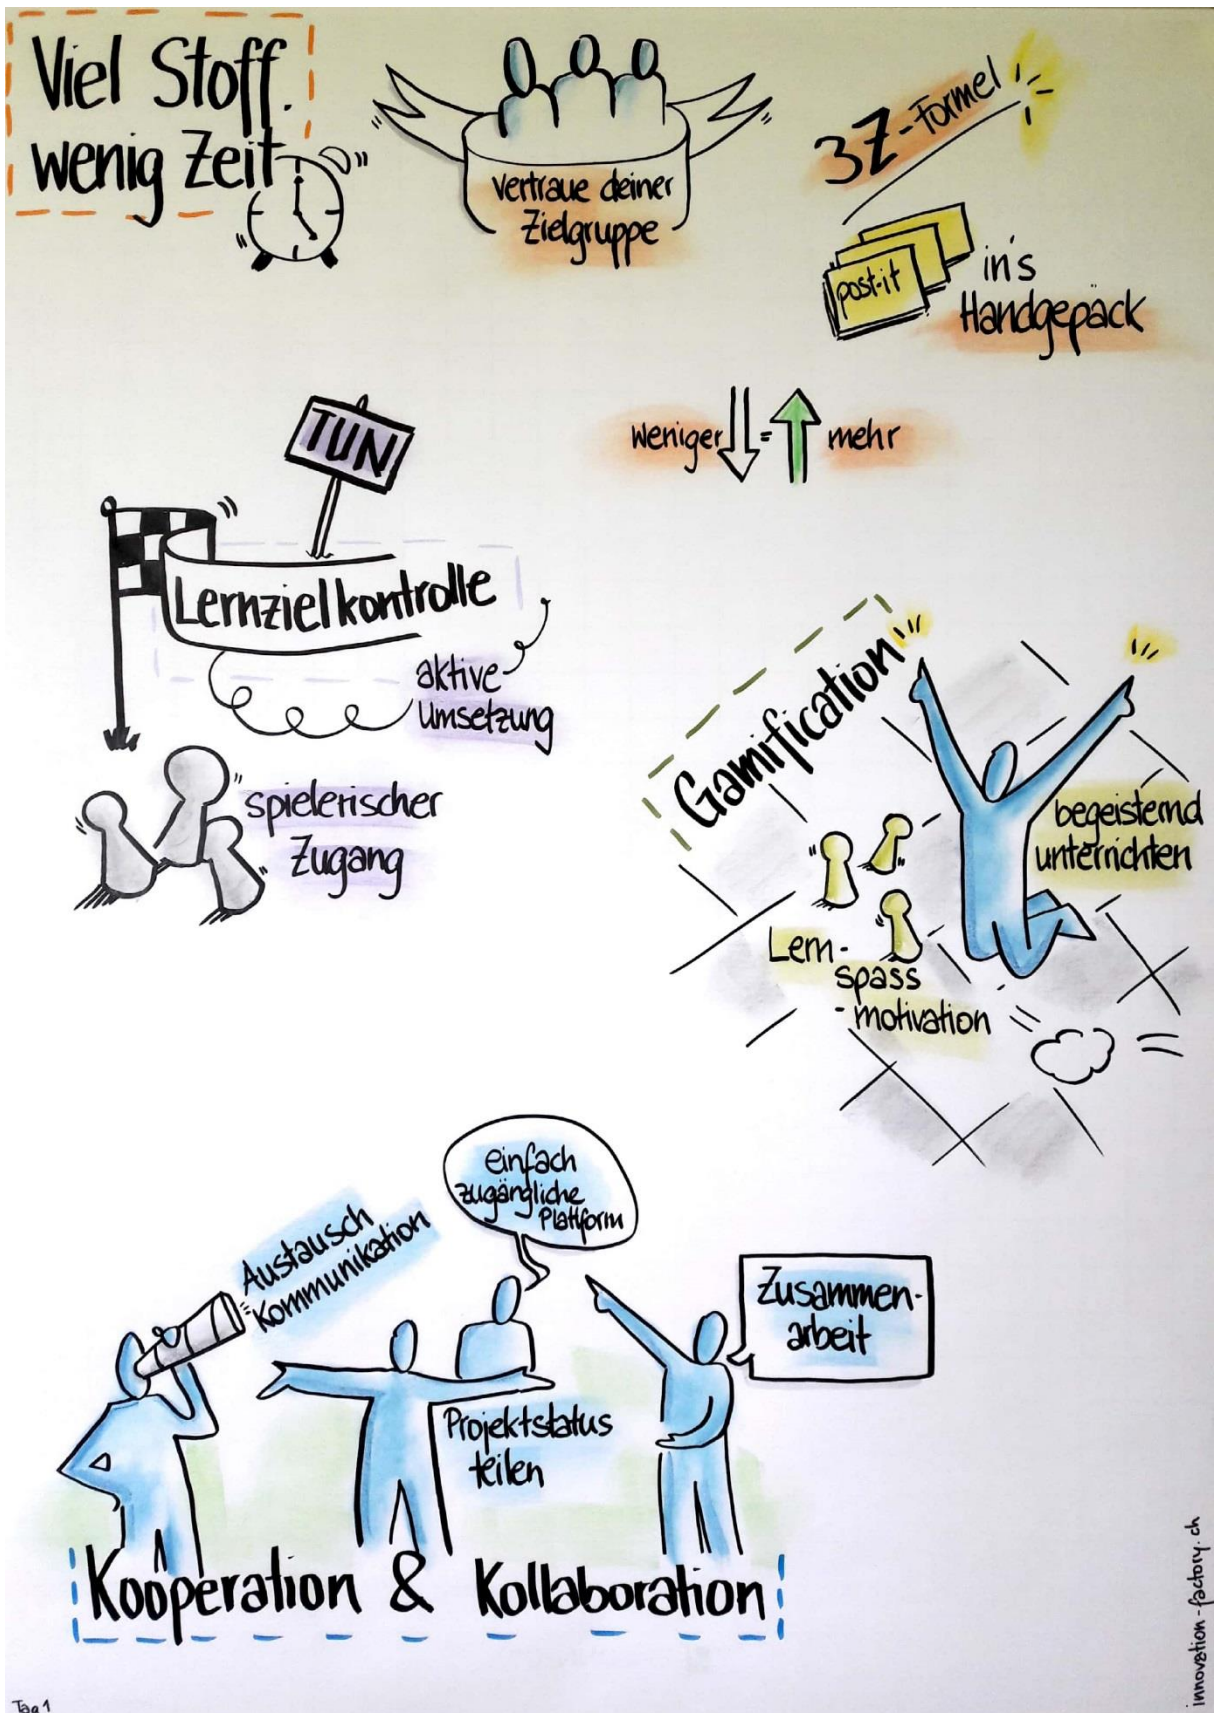 Viel Stoff.
wenig Zeit
vertraue deiner
Zielgruppe
3Z-Formel
post-it
in's
Handgepäck
weniger = mehr
TUN
Lernzielkontrolle
aktive
Umsetzung
spielerischer
Zugang
Gamification
begeisternd
unterrichten
Lern-
spass
-motivation
einfach
zugängliche
Plattform
Austausch
Kommunikation
Zusammen-
arbeit
Projektstatus
teilen
Kooperation & Kollaboration
innovation-factory.ch
Tag 1